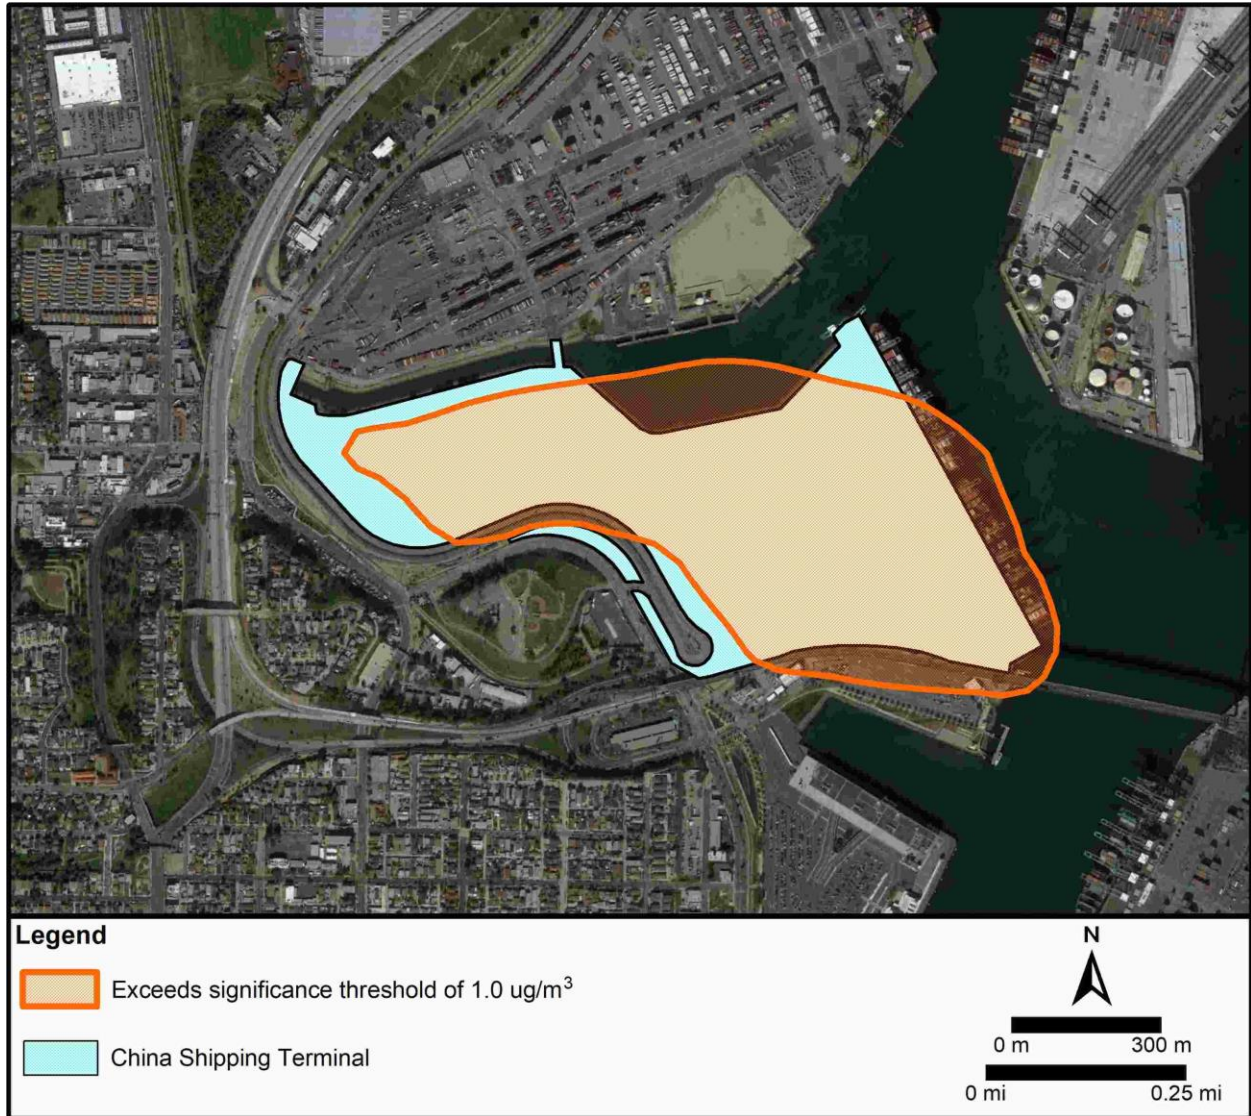 Legend
Exceeds significance threshold of 1.0 ug/m³
China Shipping Terminal
N
0 m 300 m
0 mi 0.25 mi